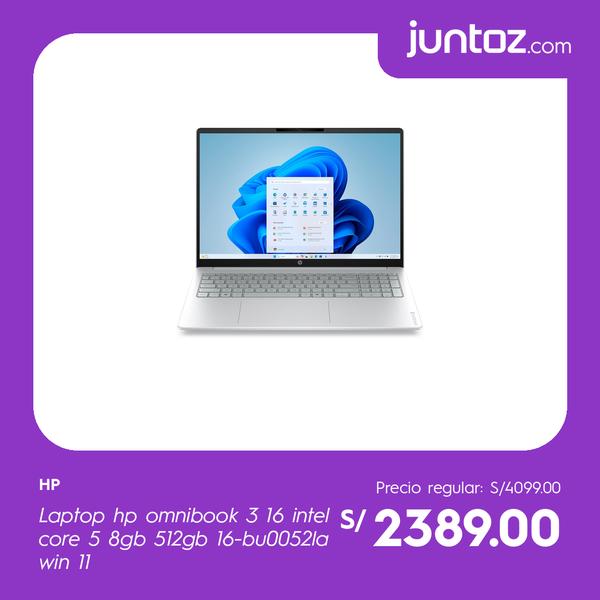 juntoz.com
HP
Laptop hp omnibook 3 16 intel
core 5 8gb 512gb 16-bu0052la
win 11
Precio regular: S/4099.00
S/ 2389.00